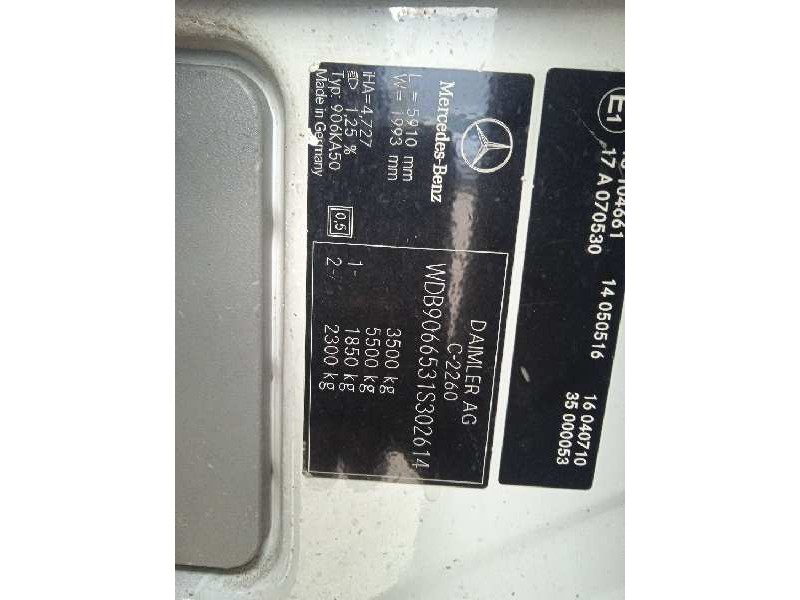 E1
104661
17 A 070530
14 050516
16 040710
35 000053
Mercedes-Benz
L = 5910 mm
W= 1993 mm
iHA=4,727
1,25 %
Typ: 906KA50
Made in Germany
0,5
DAIMLER AG
C-2260
WDB9066531S302614
3500 kg
5500 kg
1- 1850 kg
2- 2300 kg